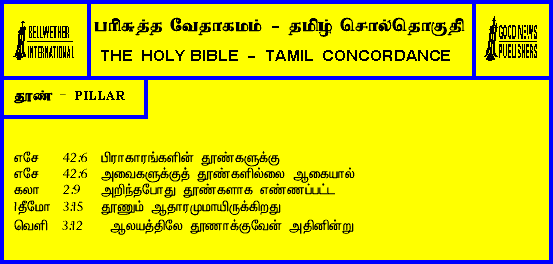 BELLWETHER
INTERNATIONAL
பரிசுத்த வேதாகமம் - தமிழ் சொல்தொகுதி
THE HOLY BIBLE - TAMIL CONCORDANCE
GOOD NEWS
PUBLISHERS
தூண் - PILLAR
எசே 42:6 பிராகாரங்களின் தூண்களுக்கு
எசே 42:6 அவைகளுக்குத் தூண்களில்லை ஆகையால்
கலா 2:9 அறிந்தபோது தூண்களாக எண்ணப்பட்ட
1தீமோ 3:15 தூணும் ஆதாரமுமாயிருக்கிறது
வெளி 3:12 ஆலயத்திலே தூணாக்குவேன் அதினின்று